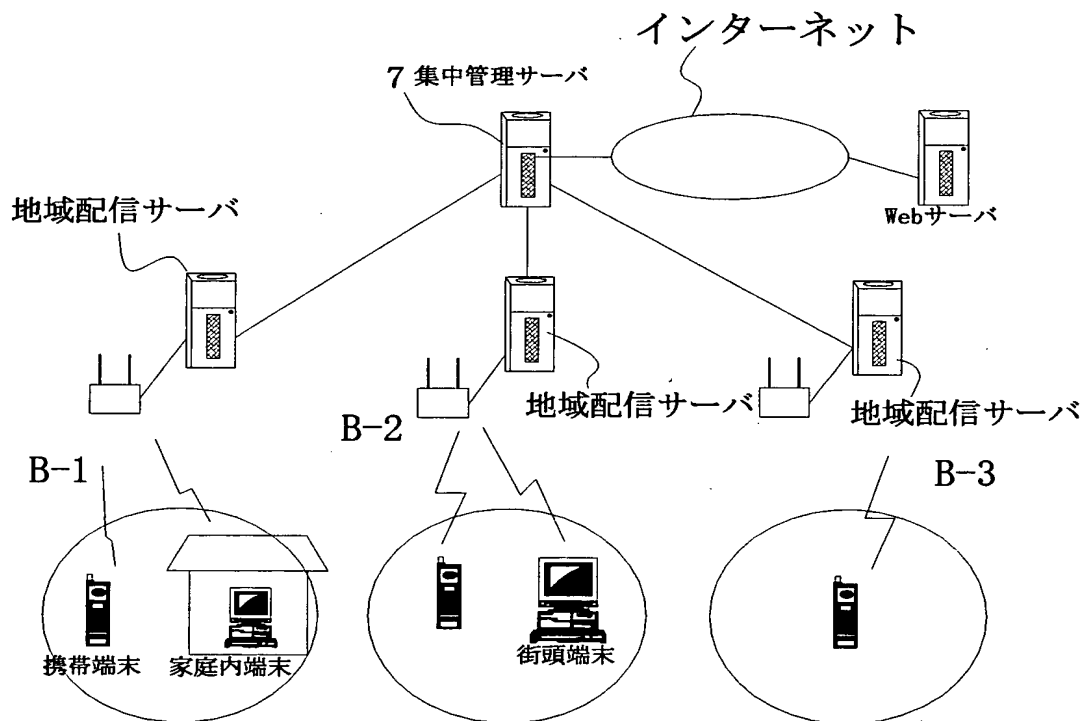 インターネット
7 集中管理サーバ
Webサーバ
地域配信サーバ
地域配信サーバ
地域配信サーバ
B-1
B-2
B-3
携帯端末
家庭内端末
街頭端末